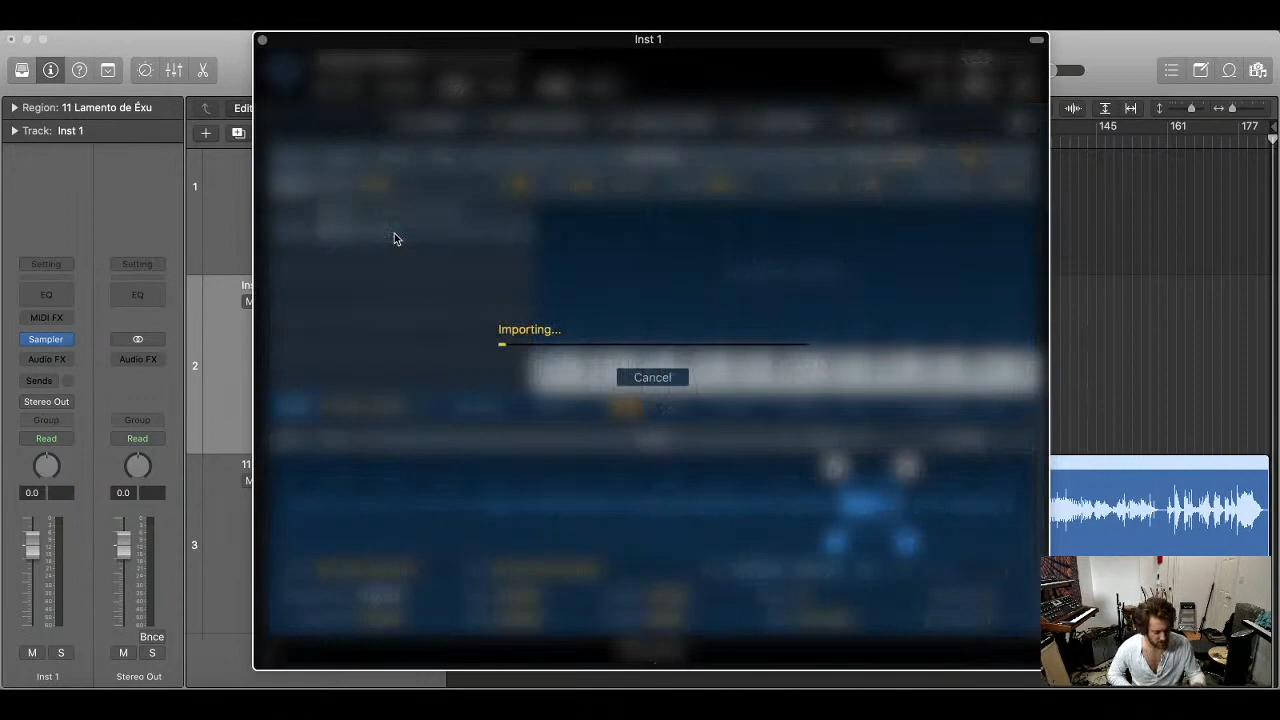 Inst 1
Region: 11 Lamento de Éxu
Edit
145 161 177
Track: Inst 1
1
Setting Setting
Ins
EQ EQ
M
MIDI FX
Importing...
Sampler
Audio FX Audio FX
2
Cancel
Sends
Stereo Out
Group Group
Read Read
11
M
0.0 0.0
3
Bnce
M S M S
Inst 1 Stereo Out